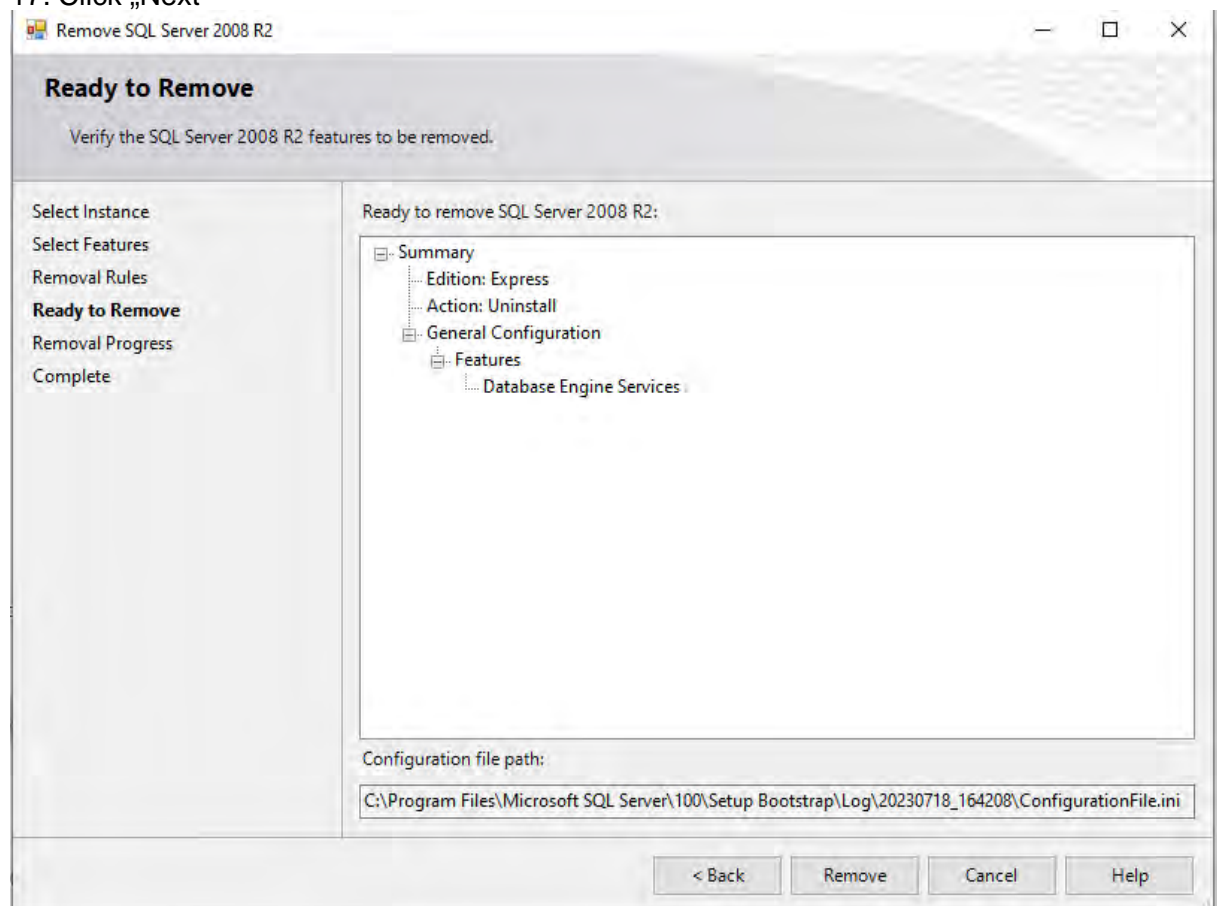 17. Click „Next
Remove SQL Server 2008 R2
Ready to Remove
Verify the SQL Server 2008 R2 features to be removed.
Select Instance
Select Features
Removal Rules
Ready to Remove
Removal Progress
Complete
Ready to remove SQL Server 2008 R2:
Summary
Edition: Express
Action: Uninstall
General Configuration
Features
Database Engine Services
Configuration file path:
C:\Program Files\Microsoft SQL Server\100\Setup Bootstrap\Log\20230718_164208\ConfigurationFile.ini
< Back
Remove
Cancel
Help